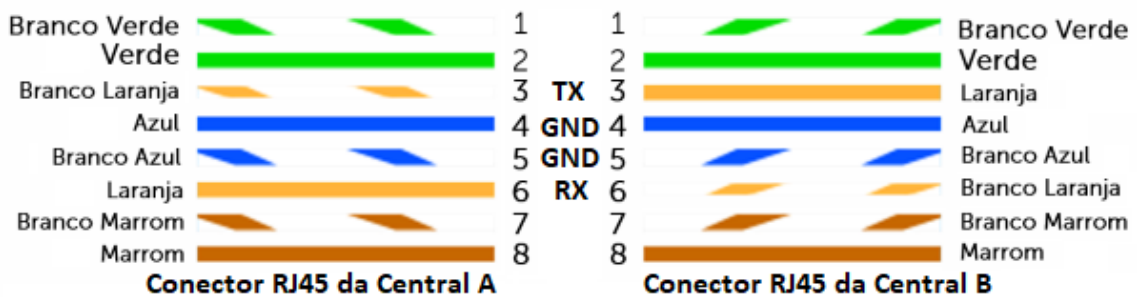 Branco Verde 1 1 Branco Verde
Verde 2 2 Verde
Branco Laranja 3 TX 3 Laranja
Azul 4 GND 4 Azul
Branco Azul 5 GND 5 Branco Azul
Laranja 6 RX 6 Branco Laranja
Branco Marrom 7 7 Branco Marrom
Marrom 8 8 Marrom
Conector RJ45 da Central A Conector RJ45 da Central B